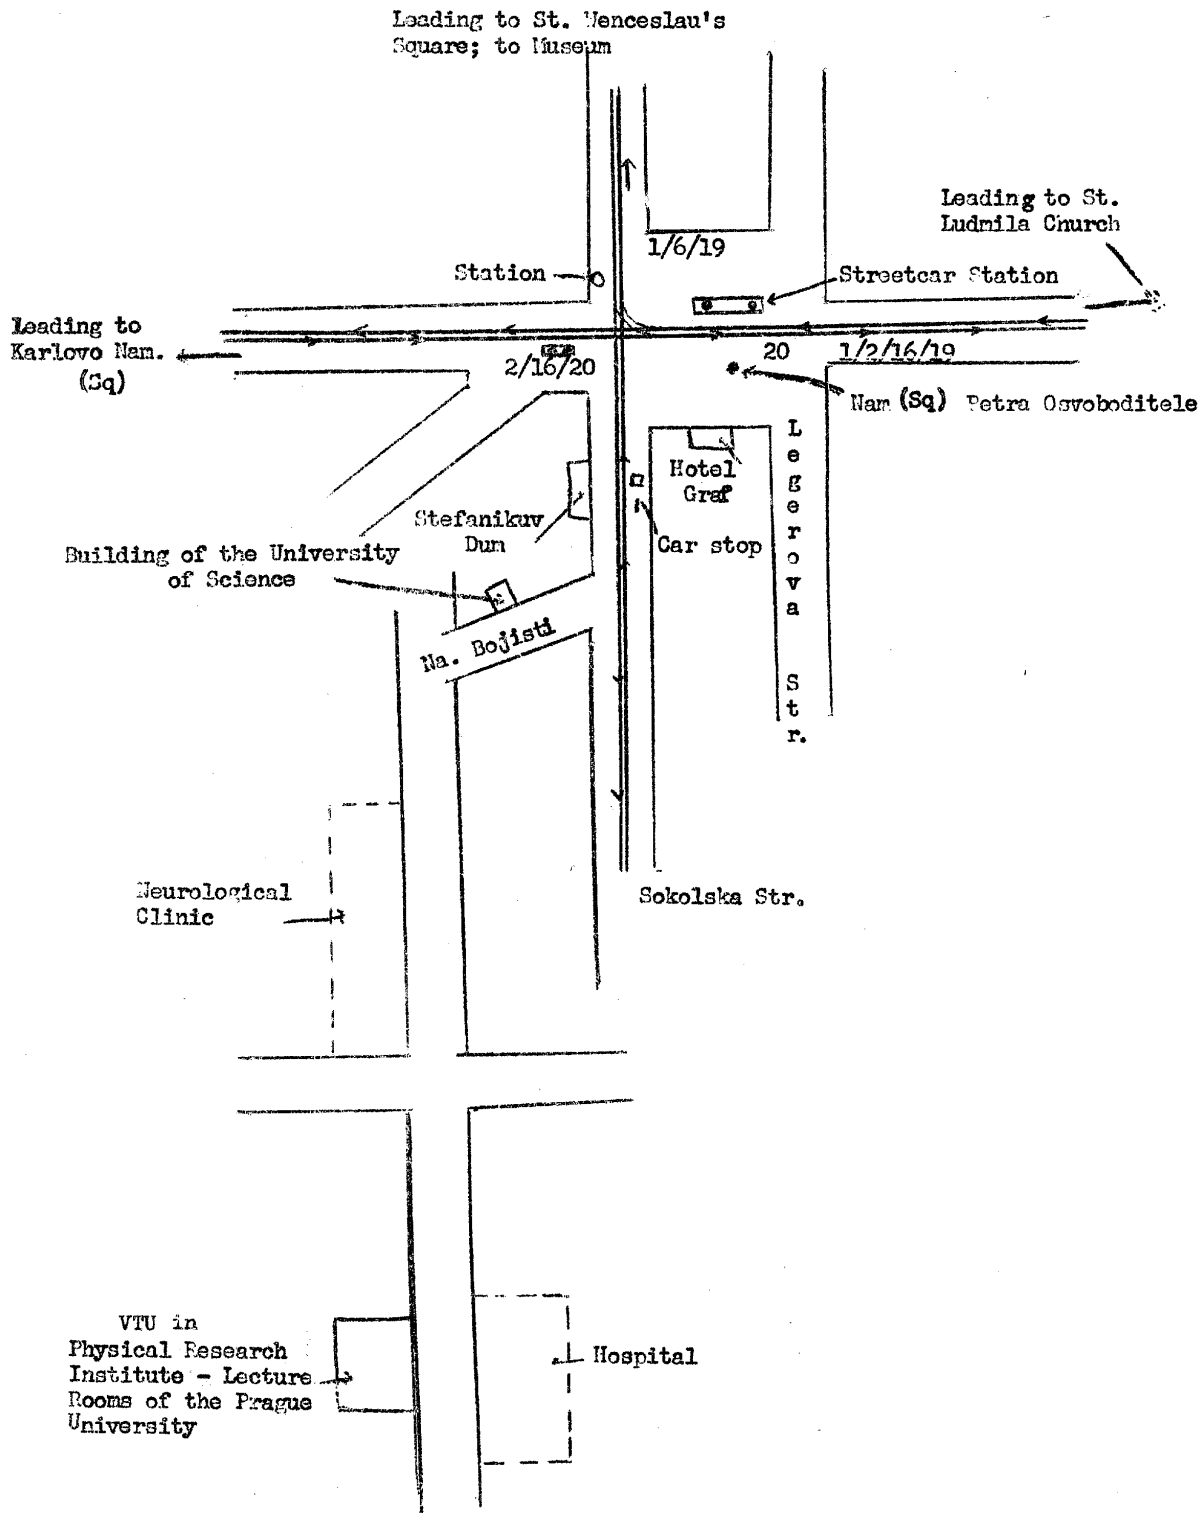 Leading to St. Wenceslau's
Square; to Museum
Leading to St.
Ludmila Church
1/6/19
Station
Streetcar Station
Leading to
Karlovo Nam.
(Sq)
2/16/20
20
1/2/16/19
Nam (Sq) Petra Osvoboditele
Legerova Str.
Hotel
Graf
Stefanikuv
Dum
Car stop
Building of the University
of Science
Na. Bojisti
Neurological
Clinic
Sokolska Str.
VTU in
Physical Research
Institute - Lecture
Rooms of the Prague
University
Hospital